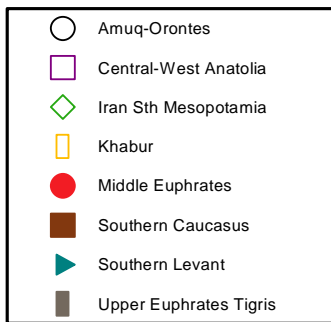 Amuq-Orontes
Central-West Anatolia
Iran Sth Mesopotamia
Khabur
Middle Euphrates
Southern Caucasus
Southern Levant
Upper Euphrates Tigris